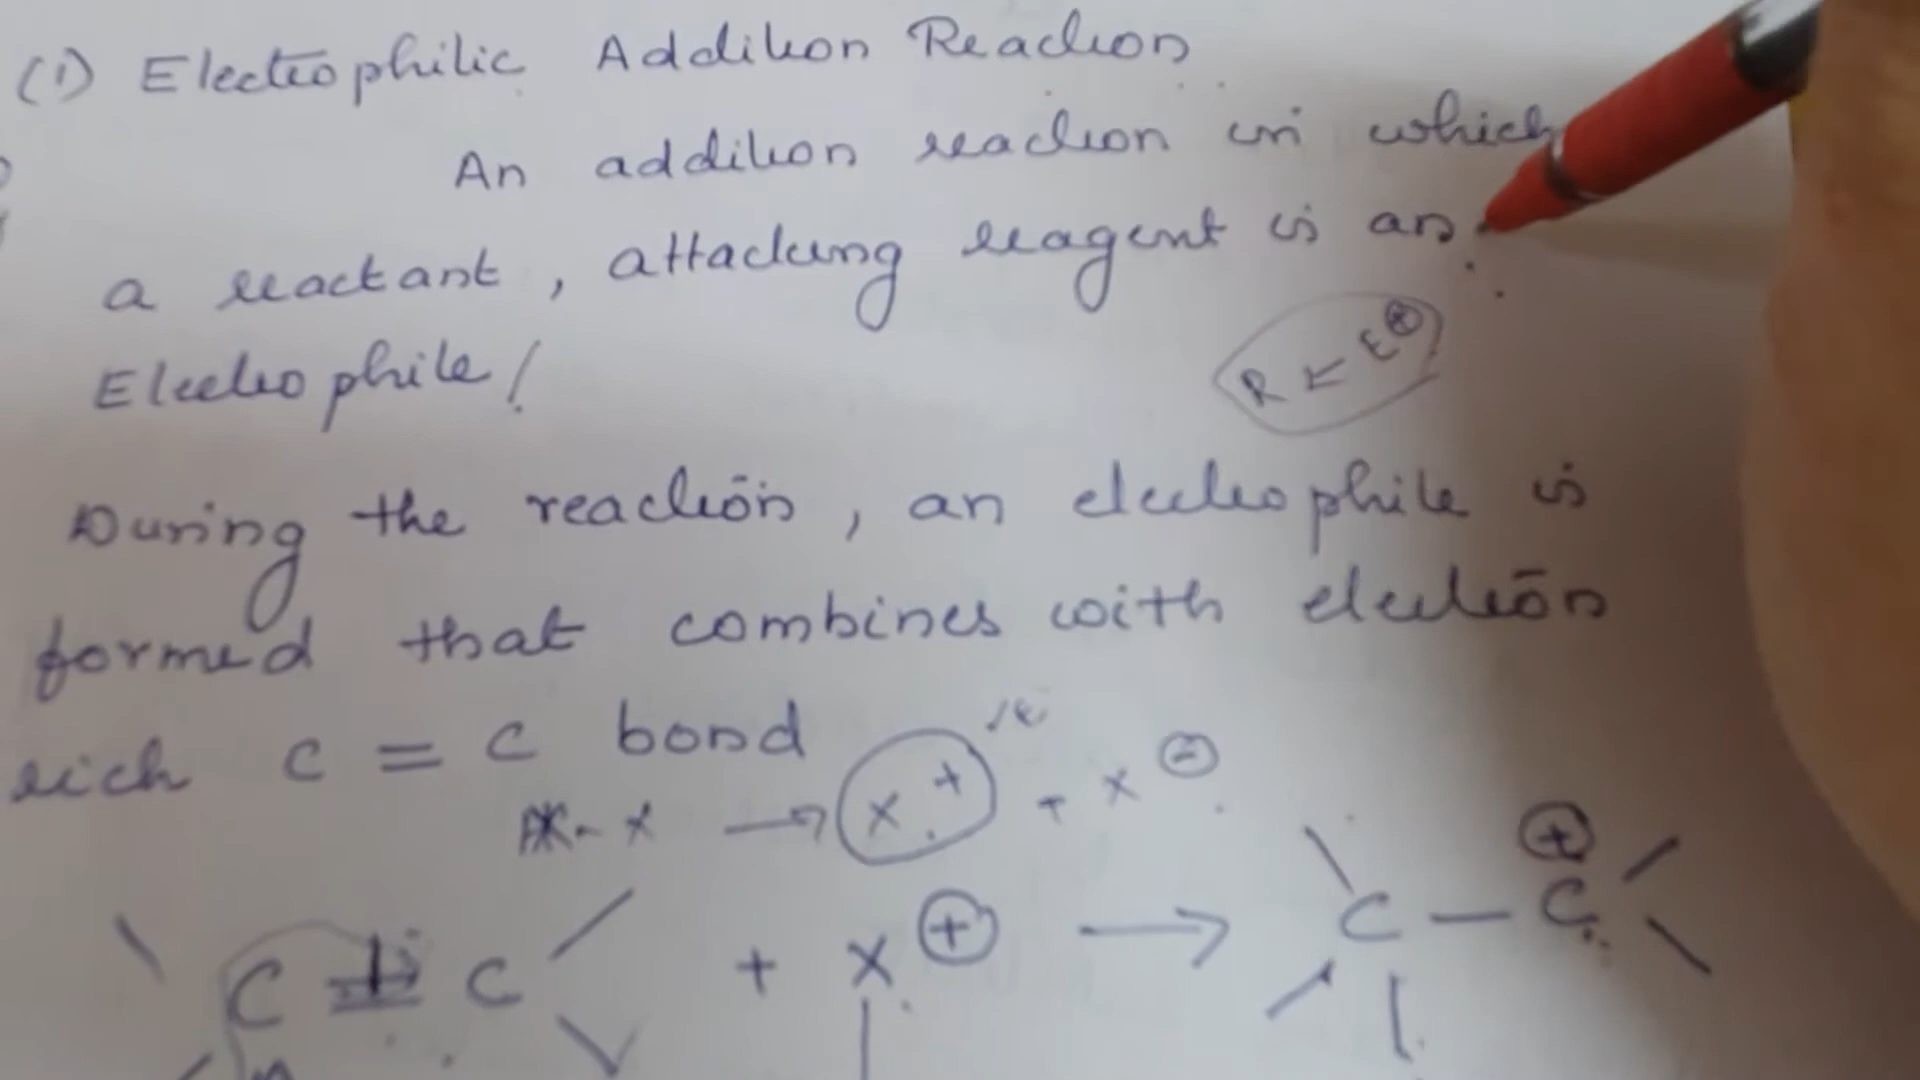 (1) Electrophilic Addition Reaction
An addition reaction in which
a reactant, attacking reagent is an
Electrophile!
R ← E⊕
During the reaction, an electrophile is
formed that combines with electron
rich C = C bond
X - X → X + + X ⊖
C = C + X ⊕ → C — C ⊕